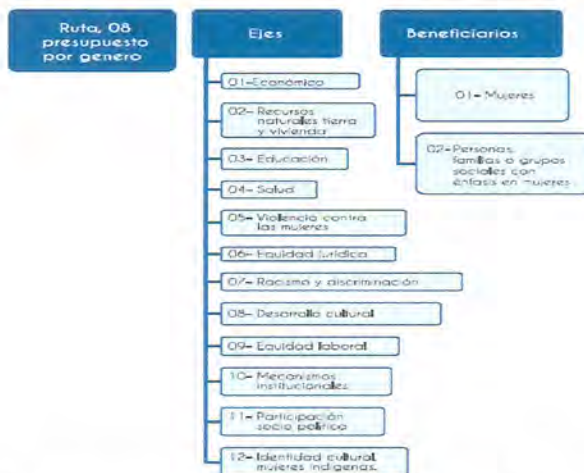 Ruta, 08
presupuesto
por genero
Ejes
01-Económico
02- Recursos
naturales tierra
y vivienda
03- Educación
04- Salud
05- Violencia contra
las mujeres
06- Equidad jurídica
07- Racismo y discriminación
08- Desarrollo cultural
09- Equidad laboral
10- Mecanismos
institucionales
11- Participación
socio política
12- Identidad cultural
mujeres indígenas.
Beneficiarios
01- Mujeres
02- Personas,
familias o grupos
sociales con
énfasis en mujeres